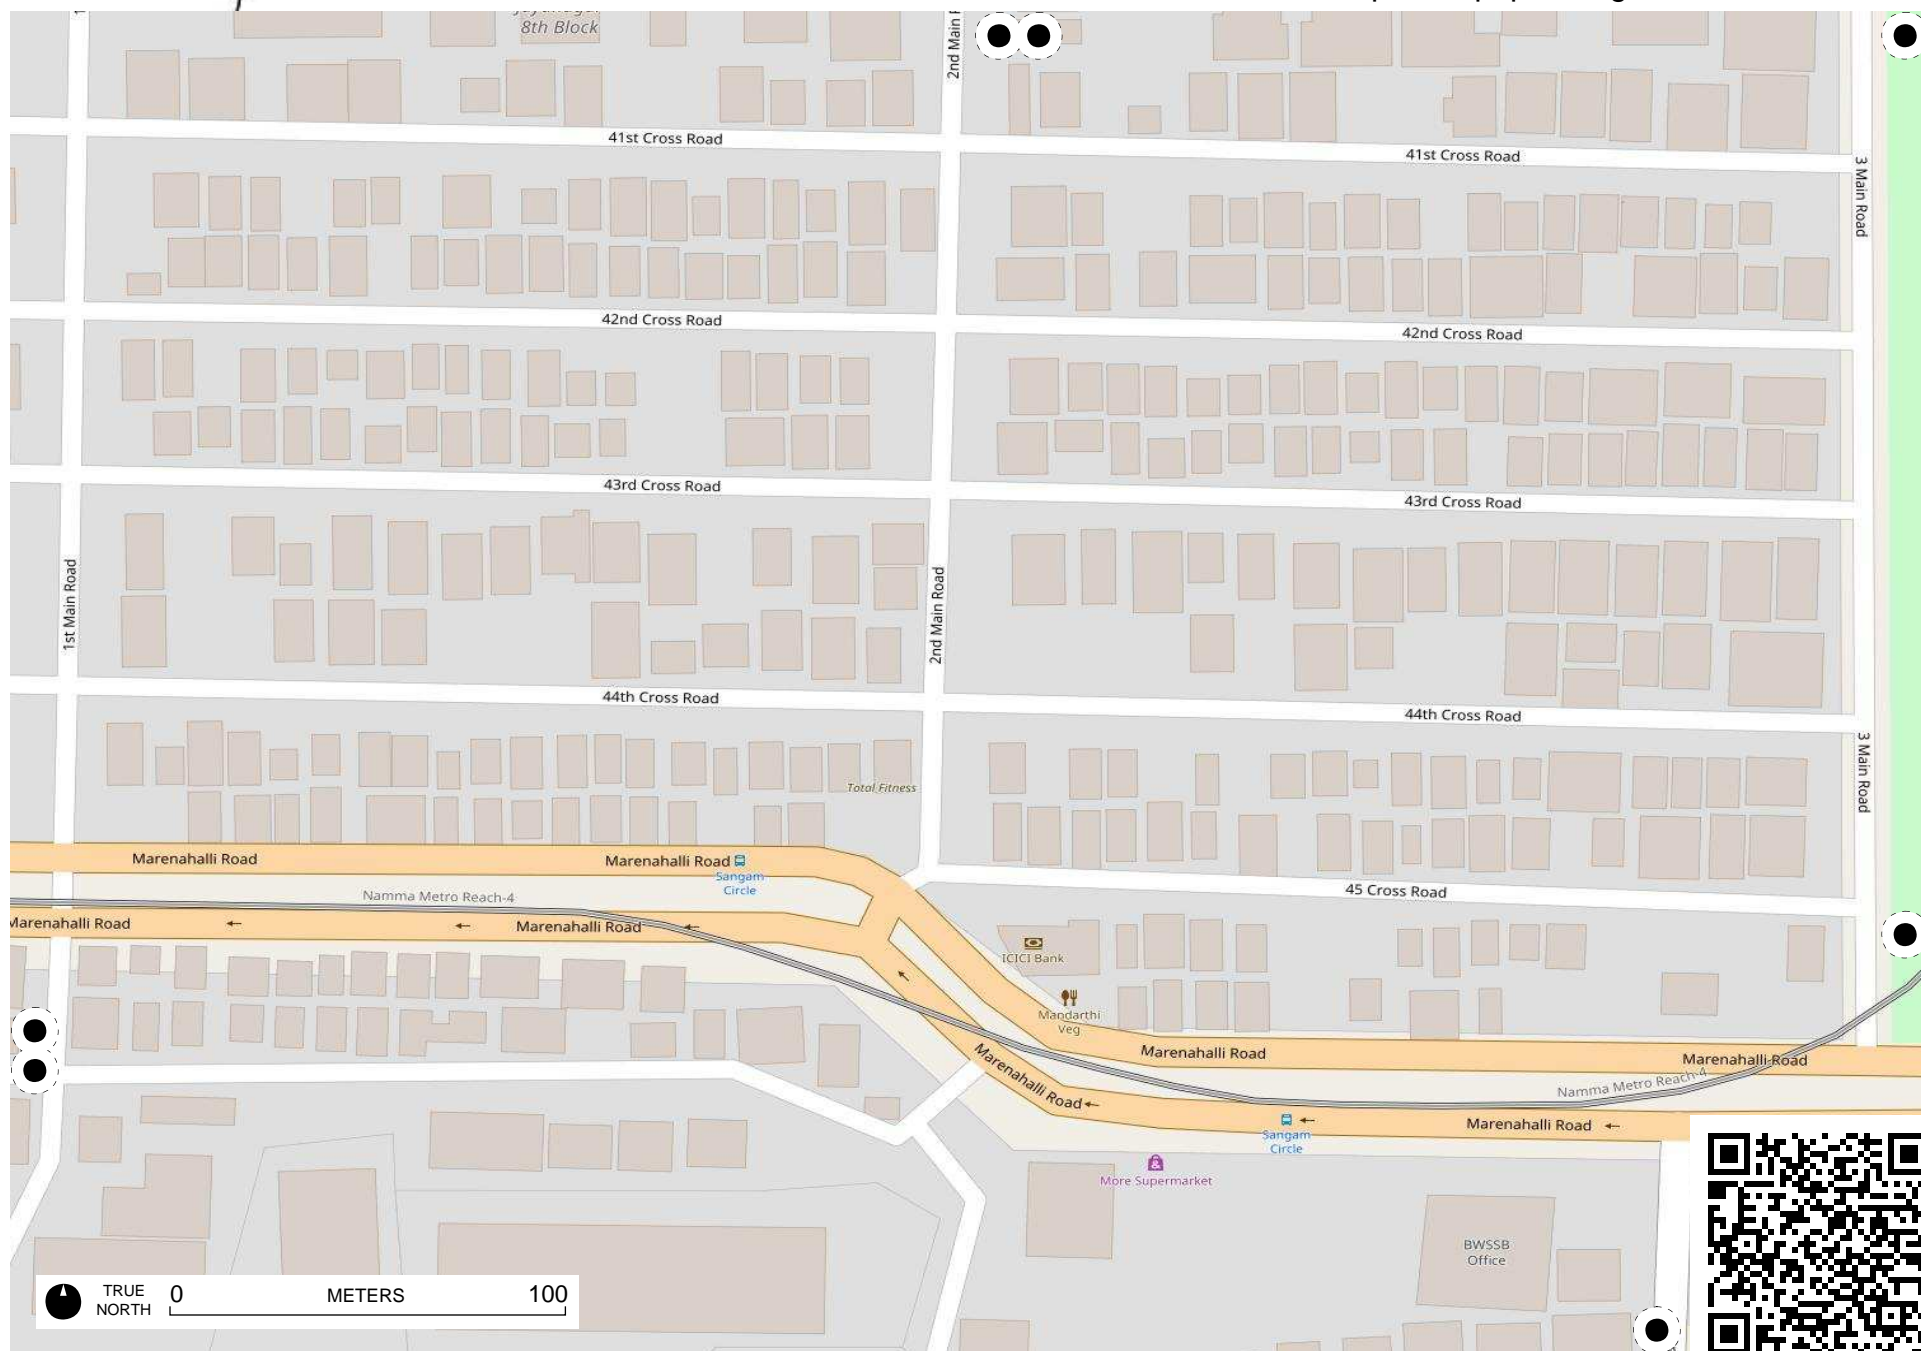 8th Block
2nd Main
41st Cross Road
41st Cross Road
3 Main Road
42nd Cross Road
42nd Cross Road
43rd Cross Road
43rd Cross Road
1st Main Road
2nd Main Road
44th Cross Road
44th Cross Road
3 Main Road
Total Fitness
Marenahalli Road
Marenahalli Road
Sangam
Circle
45 Cross Road
Namma Metro Reach-4
Marenahalli Road
Marenahalli Road
ICICI Bank
Mandarthi
Veg
Marenahalli Road
Marenahalli Road
Marenahalli Road
Namma Metro Reach-4
Marenahalli Road
Sangam
Circle
More Supermarket
BWSSB
Office
TRUE
NORTH
0 METERS 100